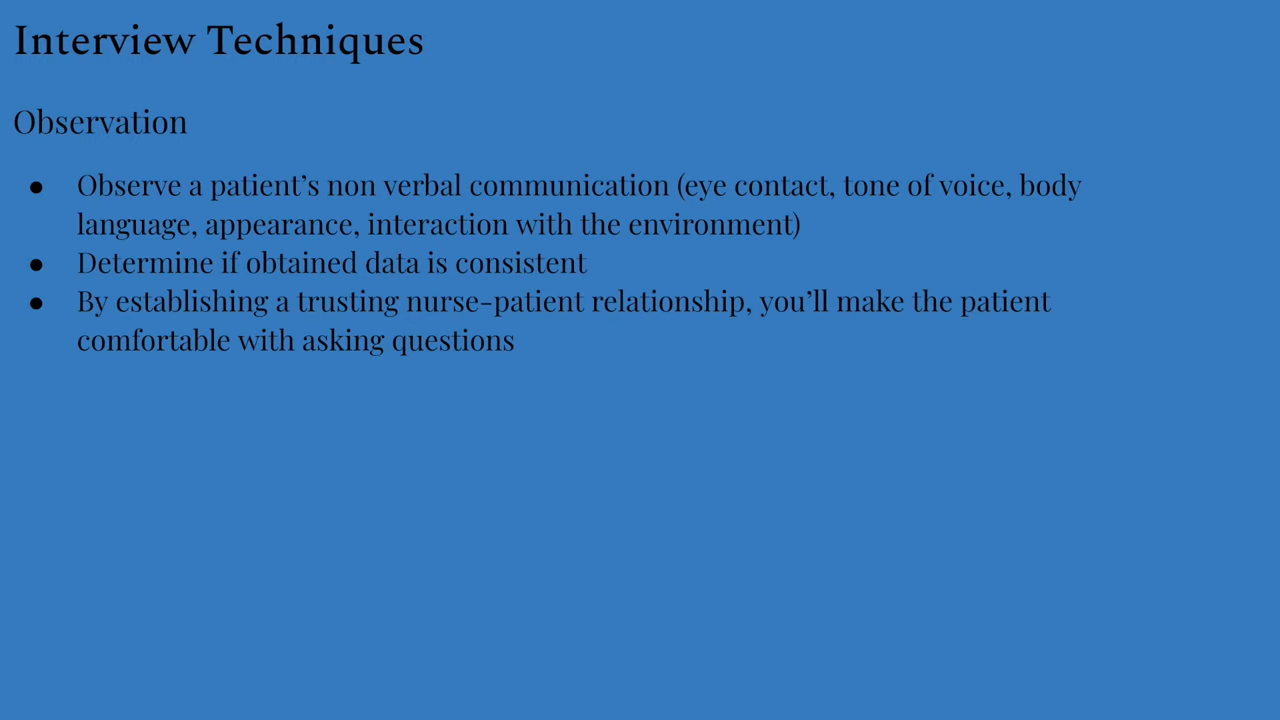 Interview Techniques
Observation
● Observe a patient’s non verbal communication (eye contact, tone of voice, body
language, appearance, interaction with the environment)
● Determine if obtained data is consistent
● By establishing a trusting nurse-patient relationship, you’ll make the patient
comfortable with asking questions